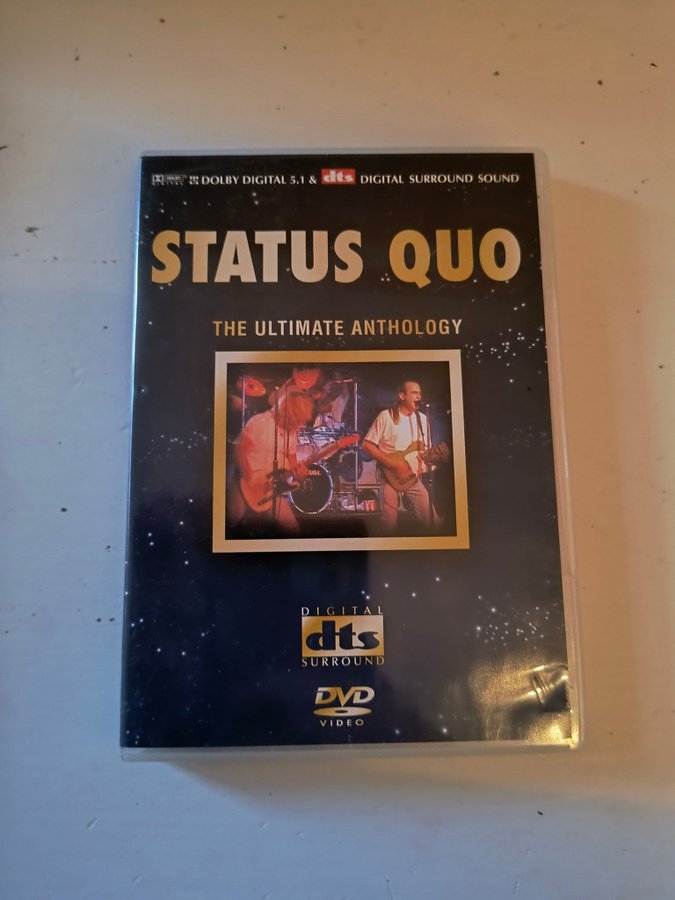 DOLBY DIGITAL 5.1 & dts DIGITAL SURROUND SOUND
STATUS QUO
THE ULTIMATE ANTHOLOGY
DIGITAL
dts
SURROUND
DVD
VIDEO